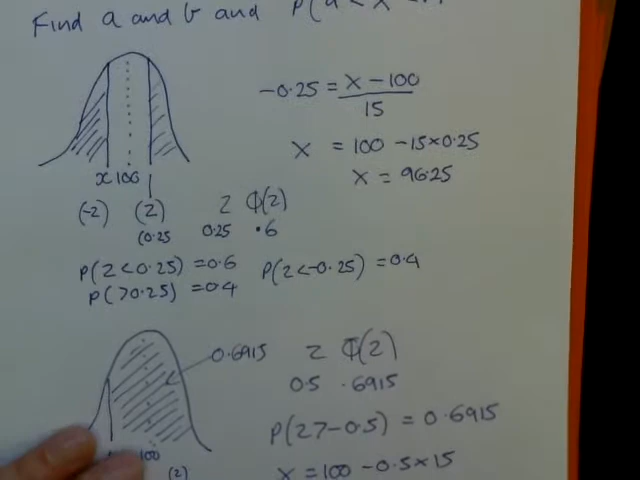 Find a and b and P(a < X
-0.25 = x - 100
15
x = 100 - 15×0.25
x = 96.25
x 100
(-z) (z) z Φ(z)
(0.25 0.25 .6
P(z<0.25) = 0.6 P(z<-0.25) = 0.4
P(>0.25) = 0.4
0.6915 z Φ(z)
0.5 .6915
P(z>-0.5) = 0.6915
100
(z) x = 100 - 0.5×15